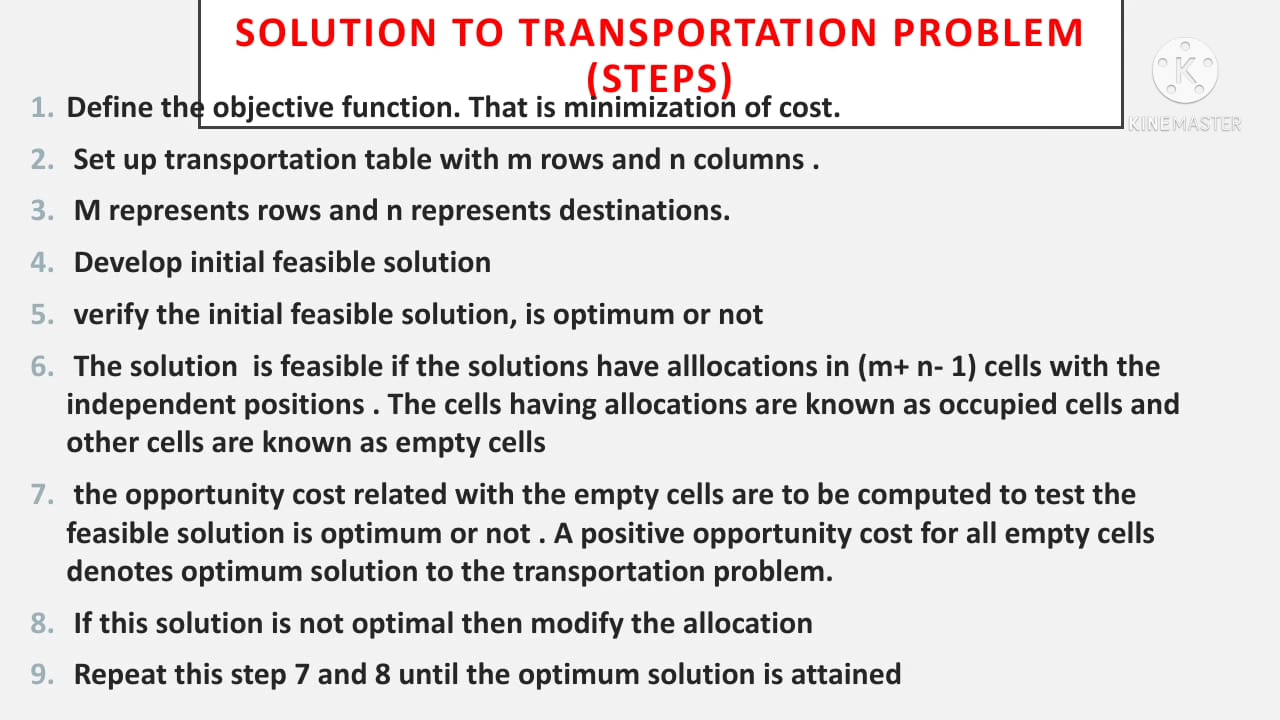 SOLUTION TO TRANSPORTATION PROBLEM
(STEPS)
K
KINEMASTER
1. Define the objective function. That is minimization of cost.
2. Set up transportation table with m rows and n columns .
3. M represents rows and n represents destinations.
4. Develop initial feasible solution
5. verify the initial feasible solution, is optimum or not
6. The solution is feasible if the solutions have alllocations in (m+ n- 1) cells with the
independent positions . The cells having allocations are known as occupied cells and
other cells are known as empty cells
7. the opportunity cost related with the empty cells are to be computed to test the
feasible solution is optimum or not . A positive opportunity cost for all empty cells
denotes optimum solution to the transportation problem.
8. If this solution is not optimal then modify the allocation
9. Repeat this step 7 and 8 until the optimum solution is attained